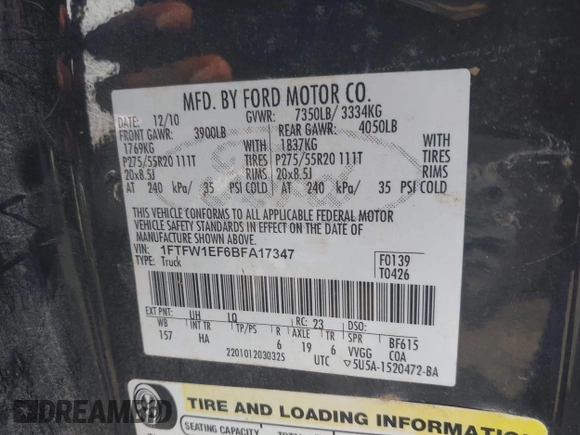 MFD. BY FORD MOTOR CO.
DATE: 12/10 GVWR: 7350LB/ 3334KG
FRONT GAWR: 3900LB REAR GAWR: 4050LB
1769KG WITH 1837KG WITH
P275/55R20 111T TIRES P275/55R20 111T TIRES
20x8.5J RIMS 20x8.5J RIMS
AT 240 kPa/ 35 PSI COLD AT 240 kPa/ 35 PSI COLD
THIS VEHICLE CONFORMS TO ALL APPLICABLE FEDERAL MOTOR
VEHICLE SAFETY STANDARDS IN EFFECT ON THE DATE OF
MANUFACTURE SHOWN ABOVE.
VIN: 1FTFW1EF6BFA17347
TYPE: Truck
F0139
T0426
EXT PNT: UH LQ RC: 23 DSO:
WB INT TR TP/PS R AXLE TR SPR BF615
157 HA 6 19 6 VVGG COA
2201012030325 UTC ▽5U5A-1520472-BA
TIRE AND LOADING INFORMATION
SEATING CAPACITY
DREAMBID